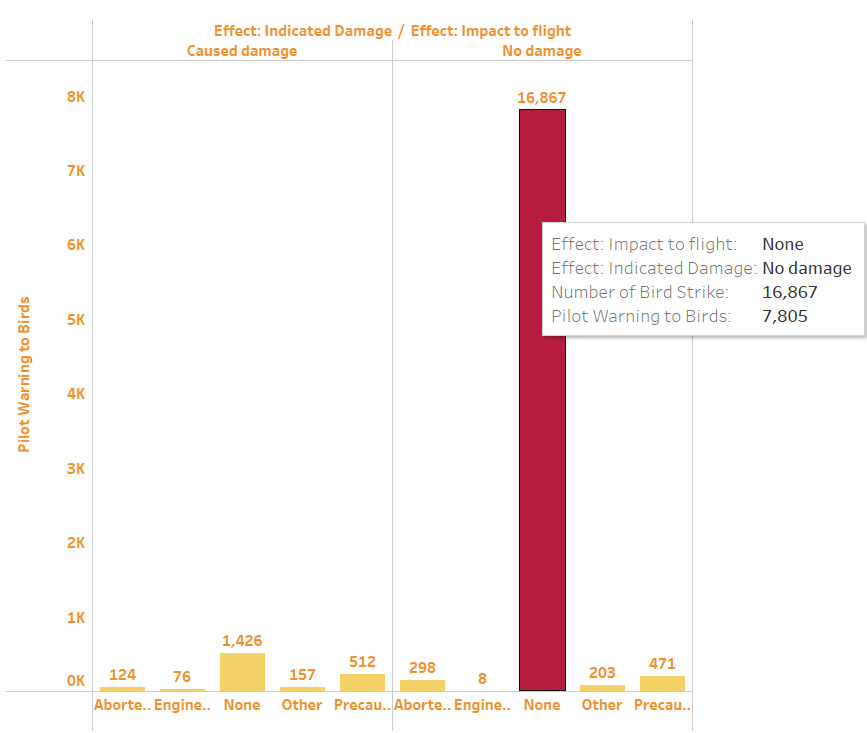 Effect: Indicated Damage / Effect: Impact to flight
Caused damage
No damage
Pilot Warning to Birds
8K
7K
6K
5K
4K
3K
2K
1K
0K
124
76
1,426
157
512
298
8
16,867
203
471
Effect: Impact to flight: None
Effect: Indicated Damage: No damage
Number of Bird Strike: 16,867
Pilot Warning to Birds: 7,805
Aborte.. Engine.. None Other Precau.. Aborte.. Engine.. None Other Precau..